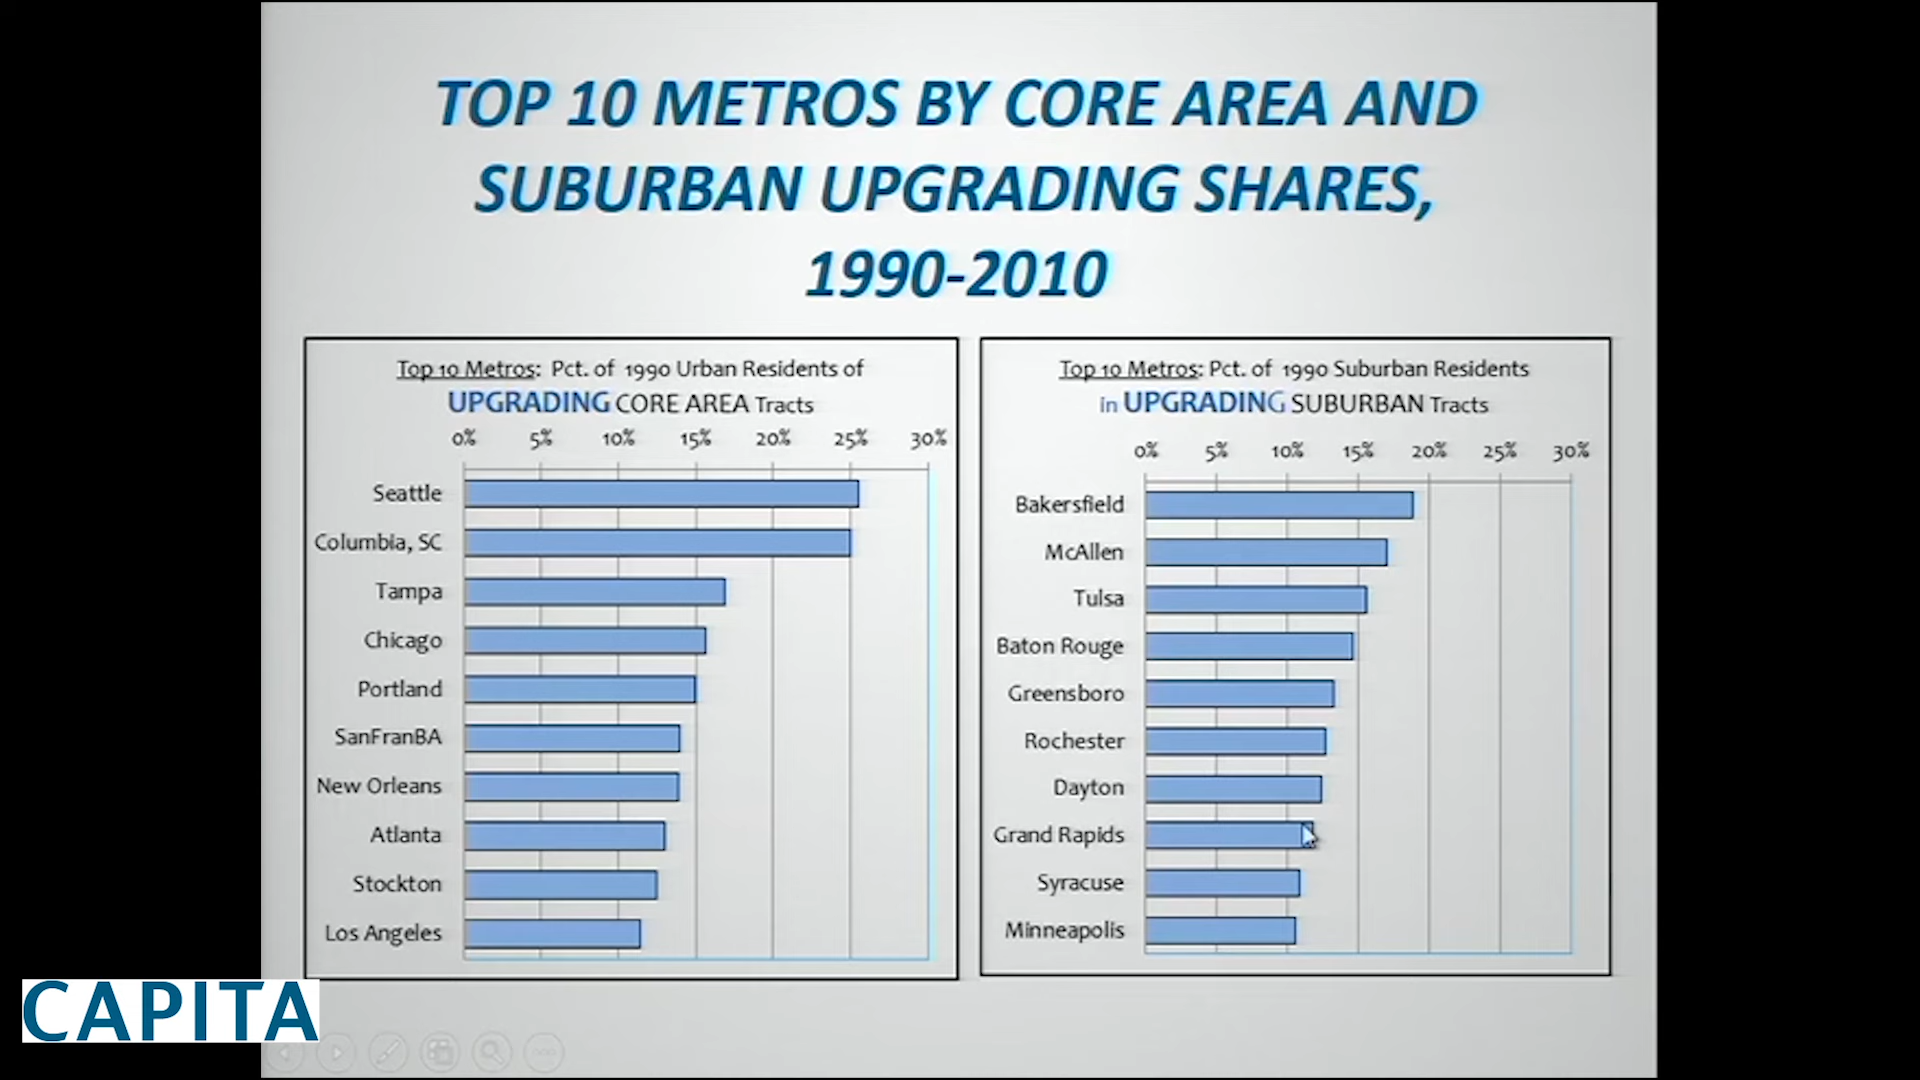 TOP 10 METROS BY CORE AREA AND
SUBURBAN UPGRADING SHARES,
1990-2010
Top 10 Metros: Pct. of 1990 Urban Residents of
UPGRADING CORE AREA Tracts
0% 5% 10% 15% 20% 25% 30%
Seattle
Columbia, SC
Tampa
Chicago
Portland
SanFranBA
New Orleans
Atlanta
Stockton
Los Angeles
Top 10 Metros: Pct. of 1990 Suburban Residents
in UPGRADING SUBURBAN Tracts
0% 5% 10% 15% 20% 25% 30%
Bakersfield
McAllen
Tulsa
Baton Rouge
Greensboro
Rochester
Dayton
Grand Rapids
Syracuse
Minneapolis
CAPITA